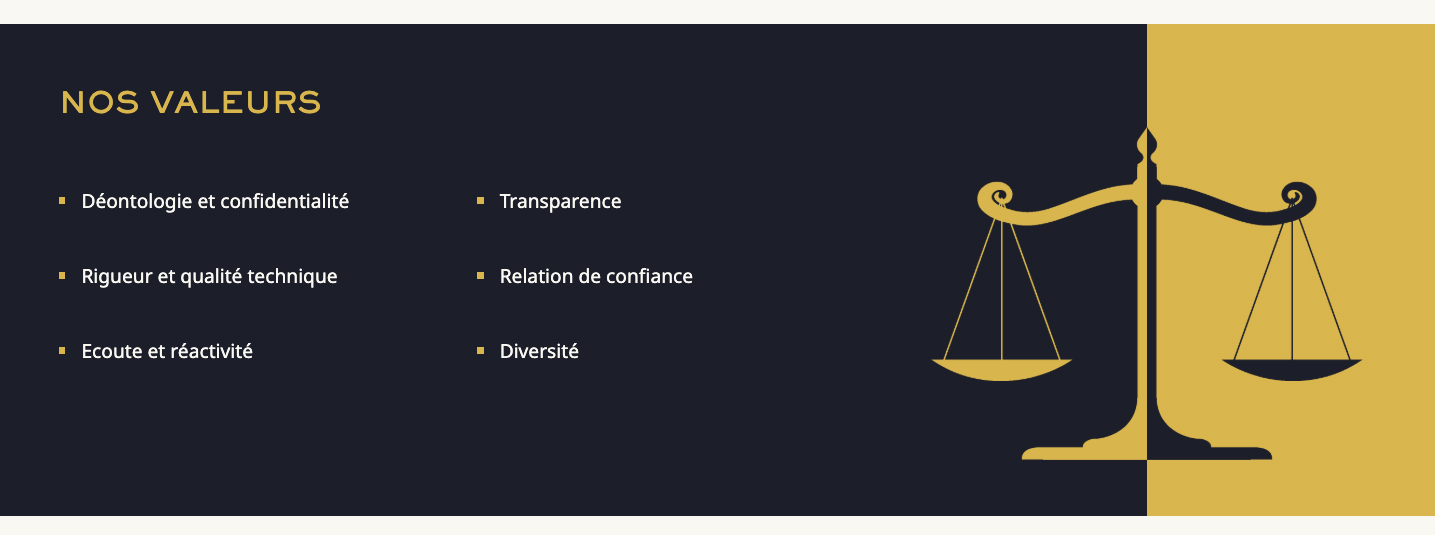 NOS VALEURS
Déontologie et confidentialité
Rigueur et qualité technique
Ecoute et réactivité
Transparence
Relation de confiance
Diversité